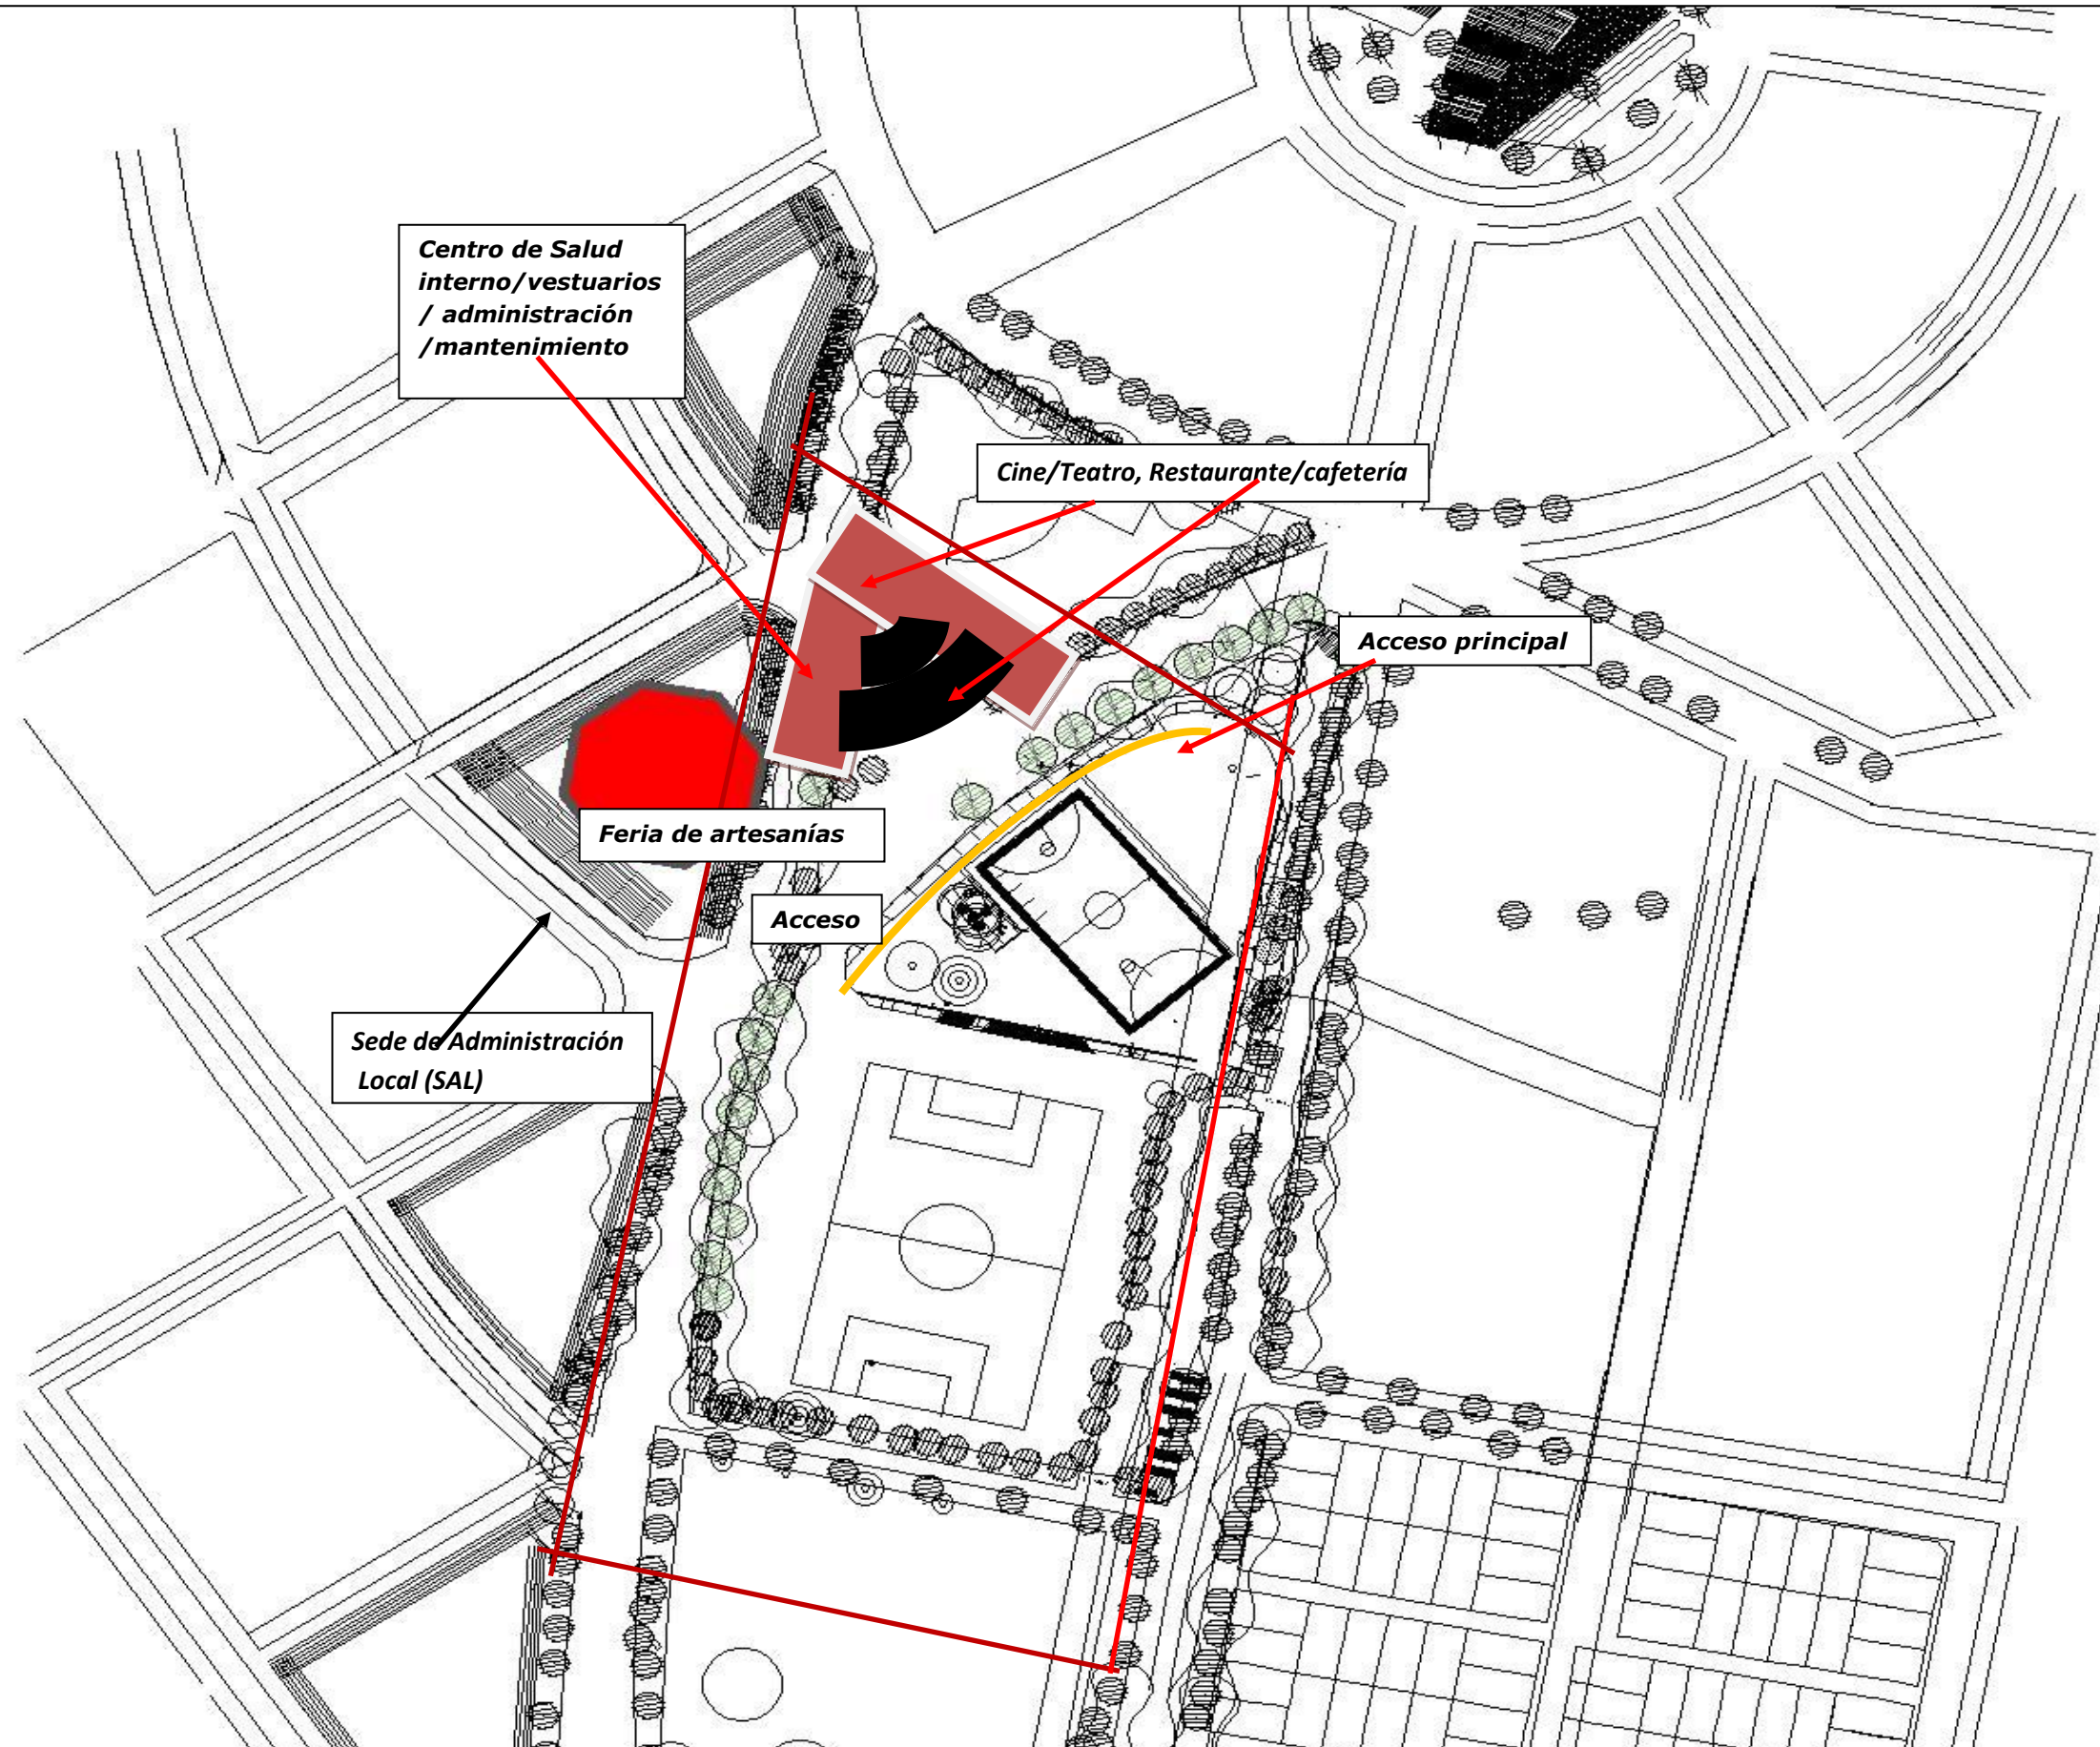 Centro de Salud
interno/vestuarios
/ administración
/mantenimiento
Cine/Teatro, Restaurante/cafetería
Acceso principal
Feria de artesanías
Acceso
Sede de Administración
Local (SAL)